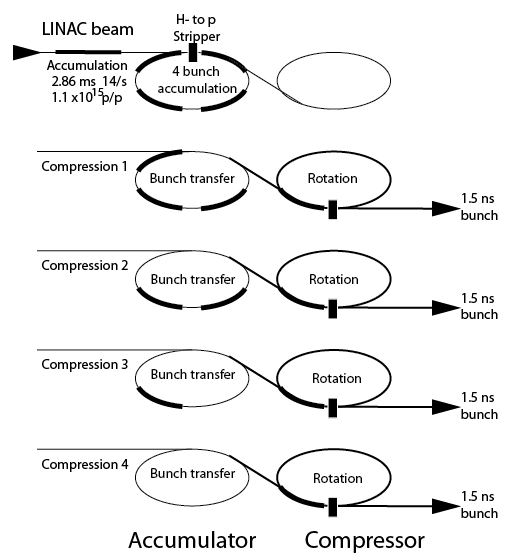 LINAC beam
H- to p
Stripper
Accumulation
2.86 ms 14/s
1.1 x10¹⁵p/p
4 bunch
accumulation
Compression 1
Bunch transfer
Rotation
1.5 ns
bunch
Compression 2
Bunch transfer
Rotation
1.5 ns
bunch
Compression 3
Bunch transfer
Rotation
1.5 ns
bunch
Compression 4
Bunch transfer
Rotation
1.5 ns
bunch
Accumulator
Compressor